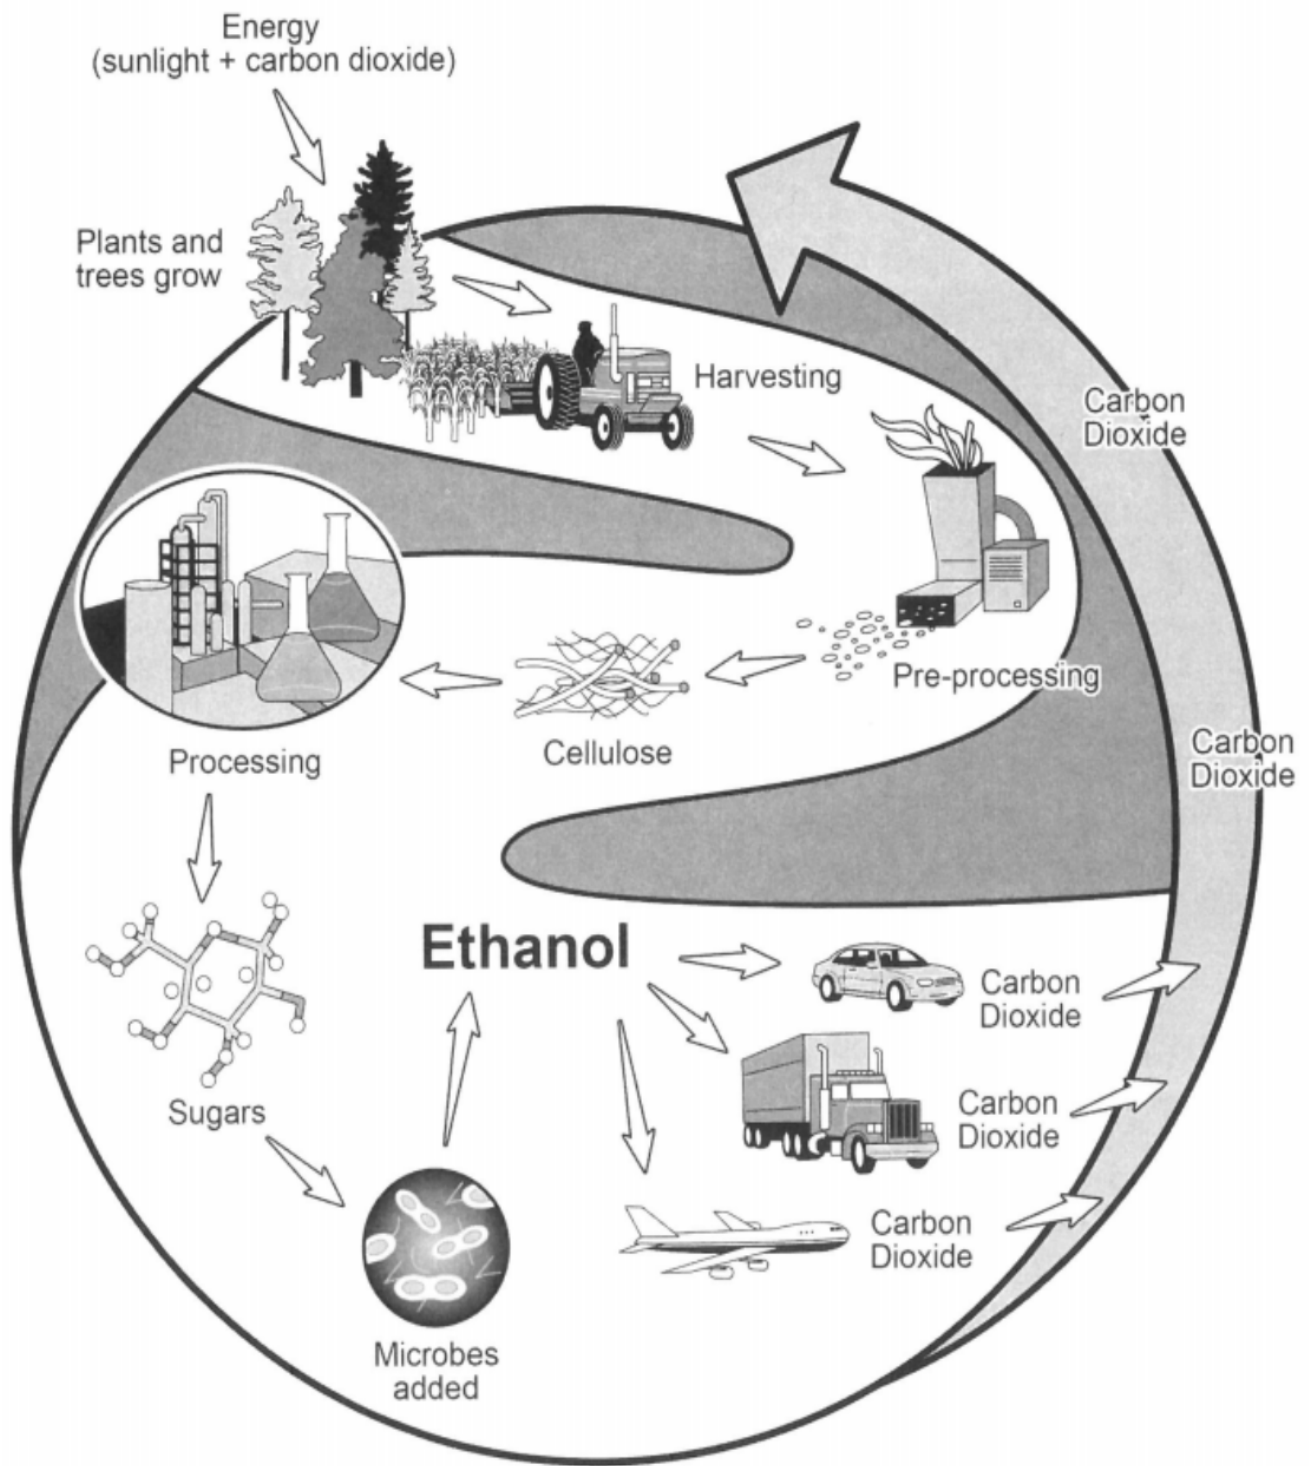 Energy
(sunlight + carbon dioxide)
Plants and
trees grow
Harvesting
Carbon
Dioxide
Pre-processing
Cellulose
Processing
Carbon
Dioxide
Ethanol
Carbon
Dioxide
Sugars
Carbon
Dioxide
Carbon
Dioxide
Microbes
added